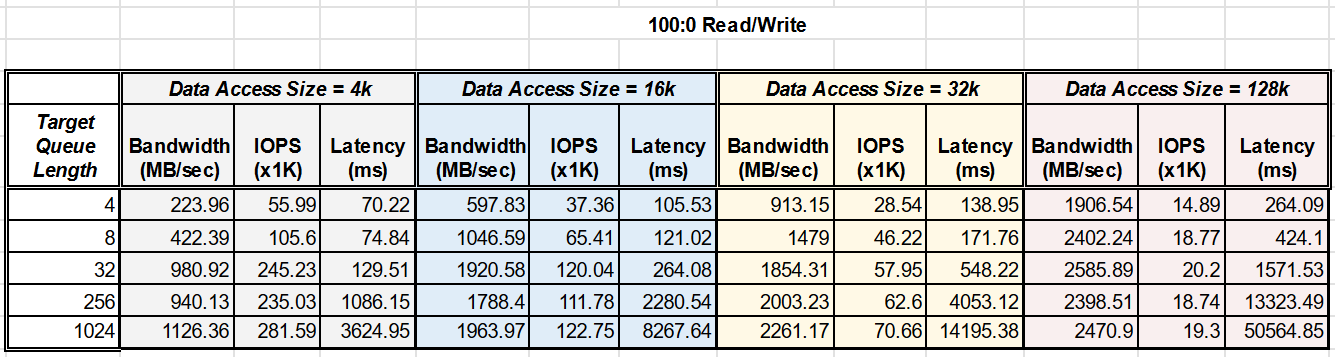 100:0 Read/Write
Data Access Size = 4k Data Access Size = 16k Data Access Size = 32k Data Access Size = 128k
Target Queue Length Bandwidth (MB/sec) IOPS (x1K) Latency (ms) Bandwidth (MB/sec) IOPS (x1K) Latency (ms) Bandwidth (MB/sec) IOPS (x1K) Latency (ms) Bandwidth (MB/sec) IOPS (x1K) Latency (ms)
4 223.96 55.99 70.22 597.83 37.36 105.53 913.15 28.54 138.95 1906.54 14.89 264.09
8 422.39 105.6 74.84 1046.59 65.41 121.02 1479 46.22 171.76 2402.24 18.77 424.1
32 980.92 245.23 129.51 1920.58 120.04 264.08 1854.31 57.95 548.22 2585.89 20.2 1571.53
256 940.13 235.03 1086.15 1788.4 111.78 2280.54 2003.23 62.6 4053.12 2398.51 18.74 13323.49
1024 1126.36 281.59 3624.95 1963.97 122.75 8267.64 2261.17 70.66 14195.38 2470.9 19.3 50564.85